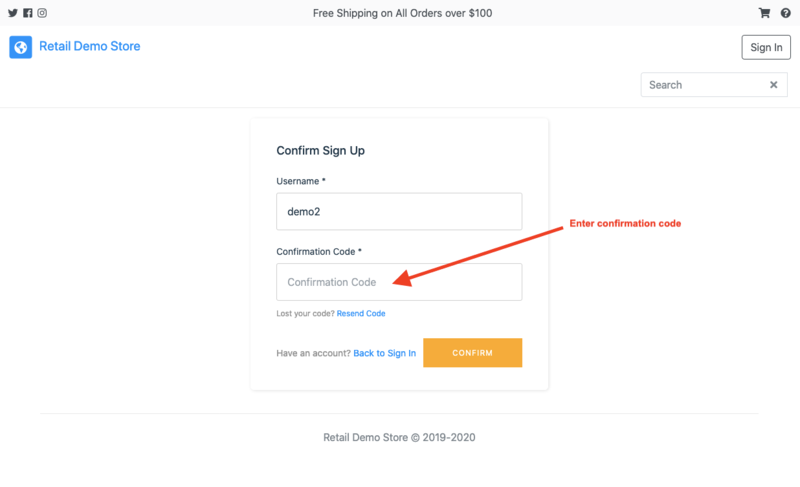 Free Shipping on All Orders over $100
Retail Demo Store
Sign In
Search
Confirm Sign Up
Username *
demo2
Enter confirmation code
Confirmation Code *
Confirmation Code
Lost your code? Resend Code
Have an account? Back to Sign In
CONFIRM
Retail Demo Store © 2019-2020